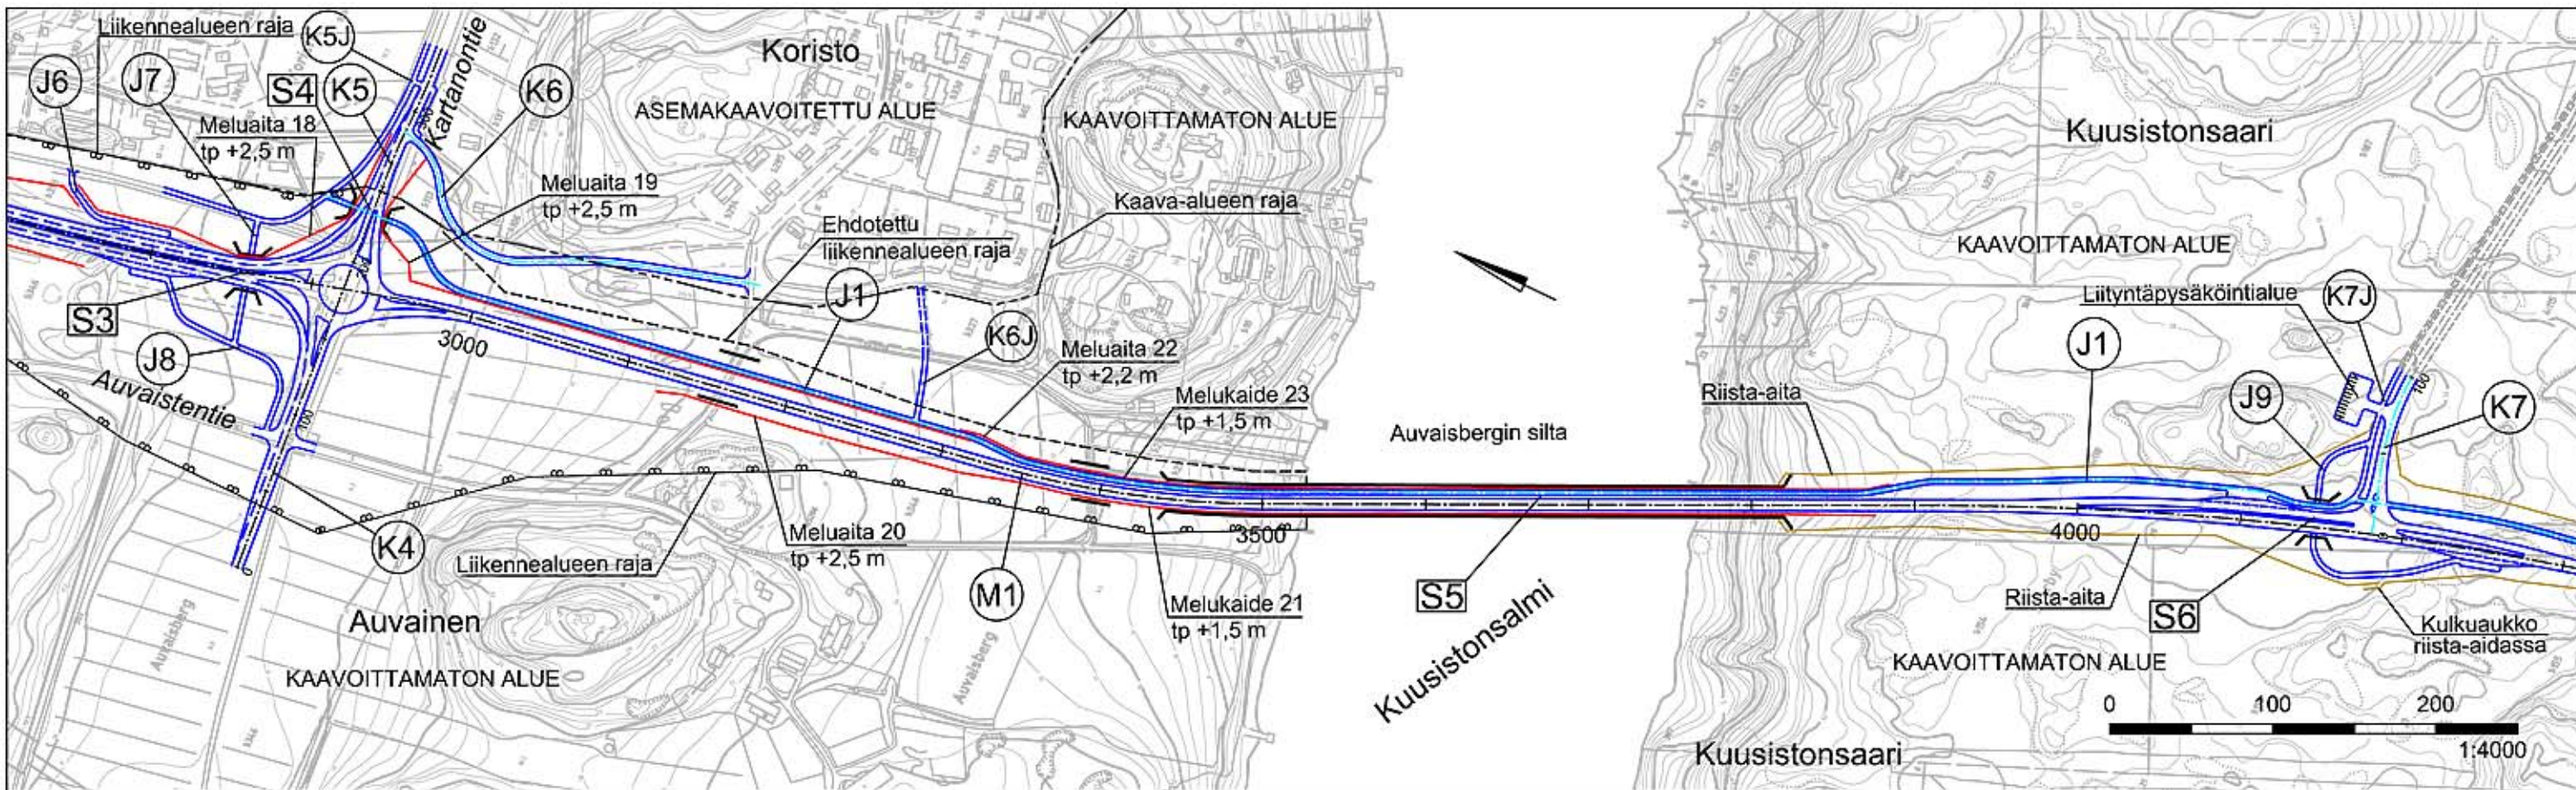 Liikennealueen raja
K5J
Kartanontie
Koristo
J6
J7
S4
K5
K6
ASEMAKAAVOITETTU ALUE
KAAVOITTAMATON ALUE
Kuusistonsaari
Meluaita 18
tp +2,5 m
Meluaita 19
tp +2,5 m
Kaava-alueen raja
Ehdotettu
liikennealueen raja
KAAVOITTAMATON ALUE
Liityntäpysäköintialue
K7J
J1
S3
3000
K6J
J1
J8
Meluaita 22
tp +2,2 m
Auvaistentie
100
Melukaide 23
tp +1,5 m
Riista-aita
J9
100
K7
Auvaisbergin silta
K4
Liikennealueen raja
Meluaita 20
tp +2,5 m
3500
4000
M1
S5
Melukaide 21
tp +1,5 m
Riista-aita
S6
Kulkuaukko
riista-aidassa
Auvainen
Auvaisberg
Auvaisberg
KAAVOITTAMATON ALUE
Kuusistonsalmi
KAAVOITTAMATON ALUE
0 100 200
1:4000
Kuusistonsaari